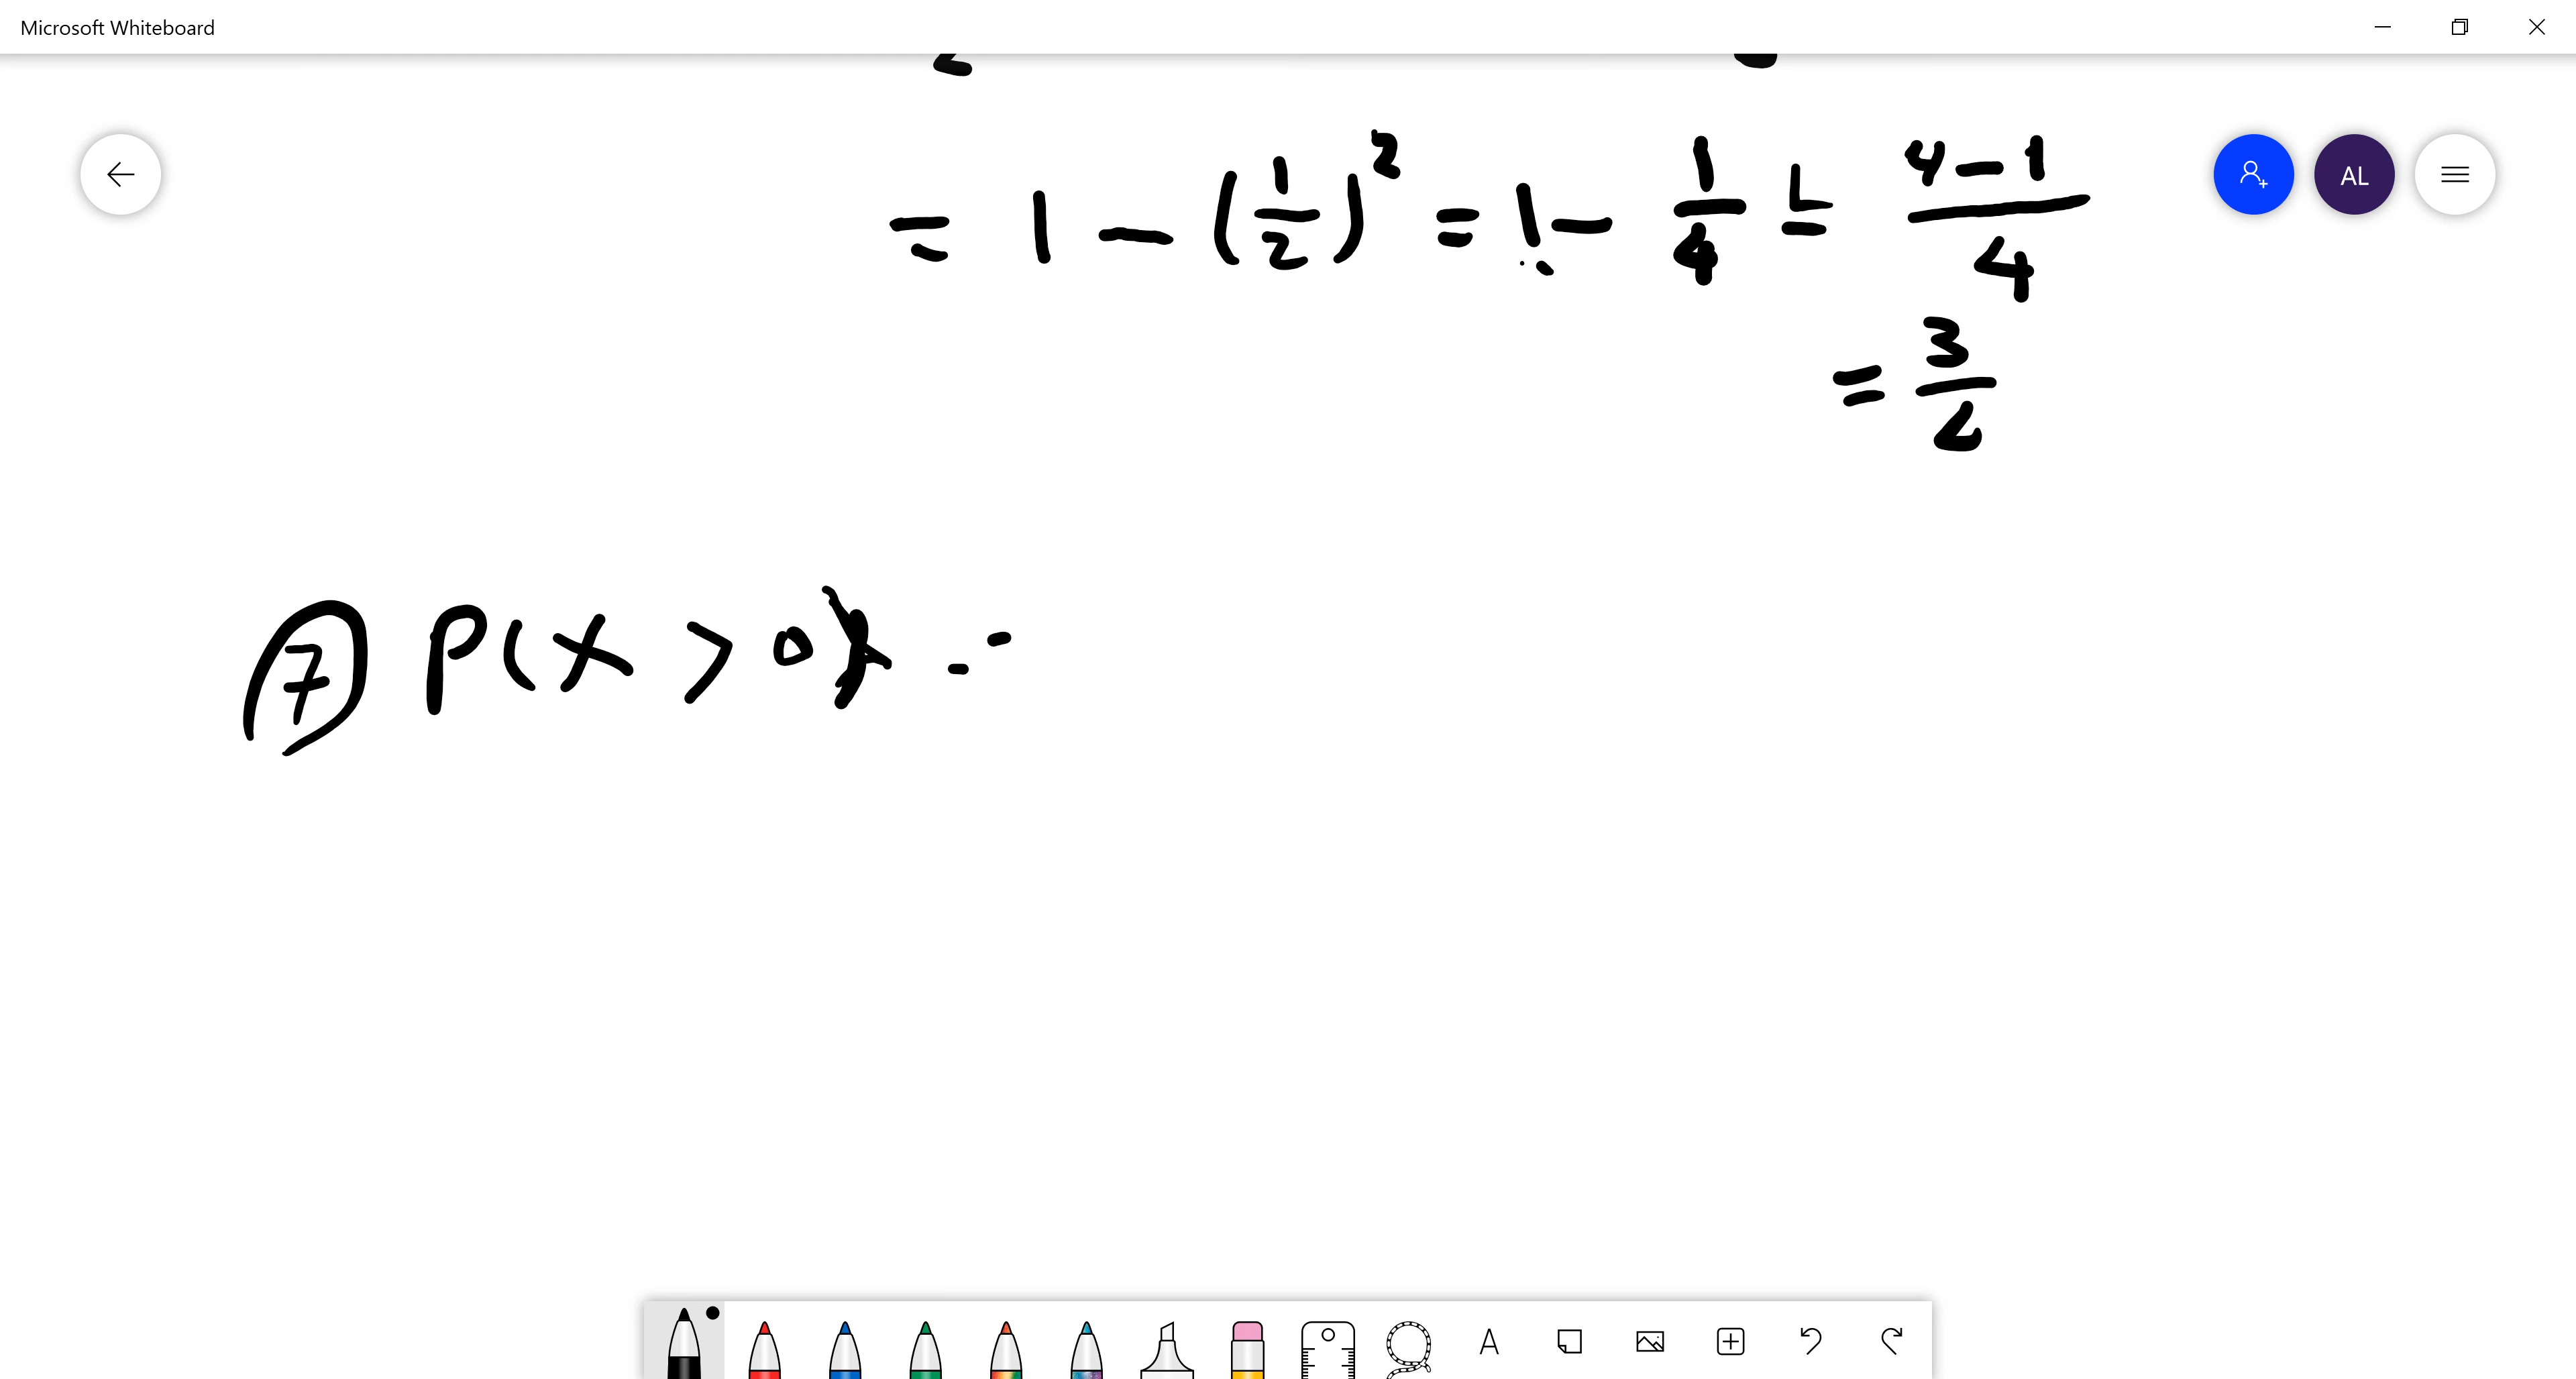 Microsoft Whiteboard
AL
= 1 - (1/2)² = 1 - 1/4 = 4-1/4
= 3/2
7 P(X > 0)
A